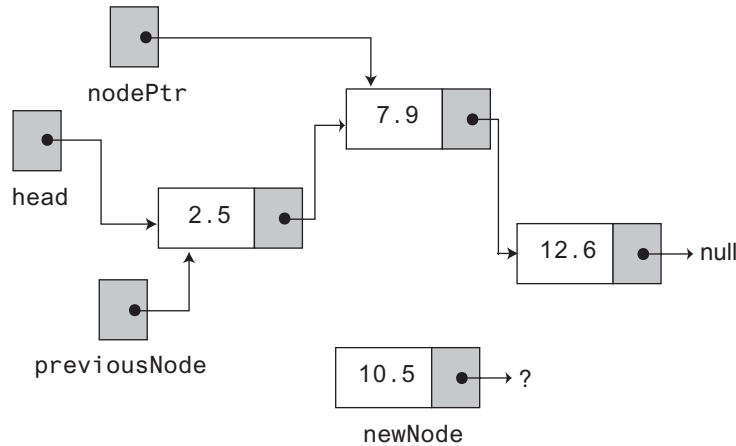 nodePtr
7.9
head
2.5
12.6
null
previousNode
10.5
?
newNode